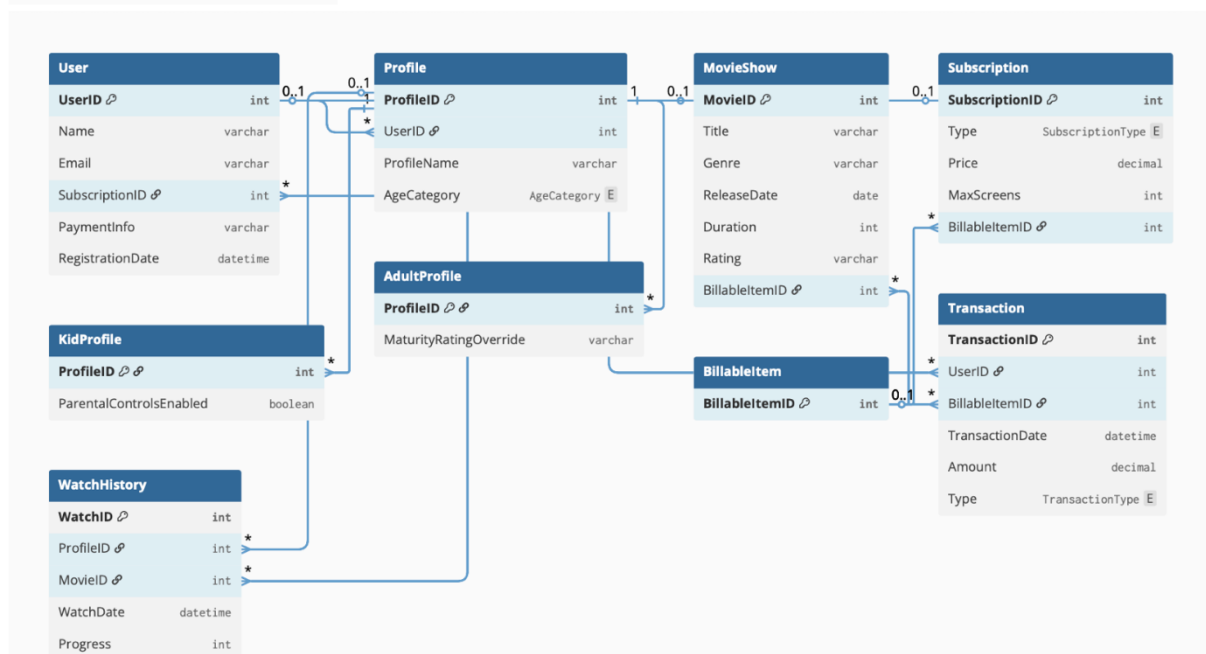 User
UserID int
Name varchar
Email varchar
SubscriptionID int
PaymentInfo varchar
RegistrationDate datetime
0..1
*
Profile
ProfileID int
UserID int
ProfileName varchar
AgeCategory AgeCategory E
0..1
1
*
1
MovieShow
MovieID int
Title varchar
Genre varchar
ReleaseDate date
Duration int
Rating varchar
BillableItemID int
0..1
*
Subscription
SubscriptionID int
Type SubscriptionType E
Price decimal
MaxScreens int
BillableItemID int
0..1
*
AdultProfile
ProfileID int
MaturityRatingOverride varchar
*
KidProfile
ProfileID int
ParentalControlsEnabled boolean
*
BillableItem
BillableItemID int
0..1
Transaction
TransactionID int
UserID int
BillableItemID int
TransactionDate datetime
Amount decimal
Type TransactionType E
*
*
WatchHistory
WatchID int
ProfileID int
MovieID int
WatchDate datetime
Progress int
*
*